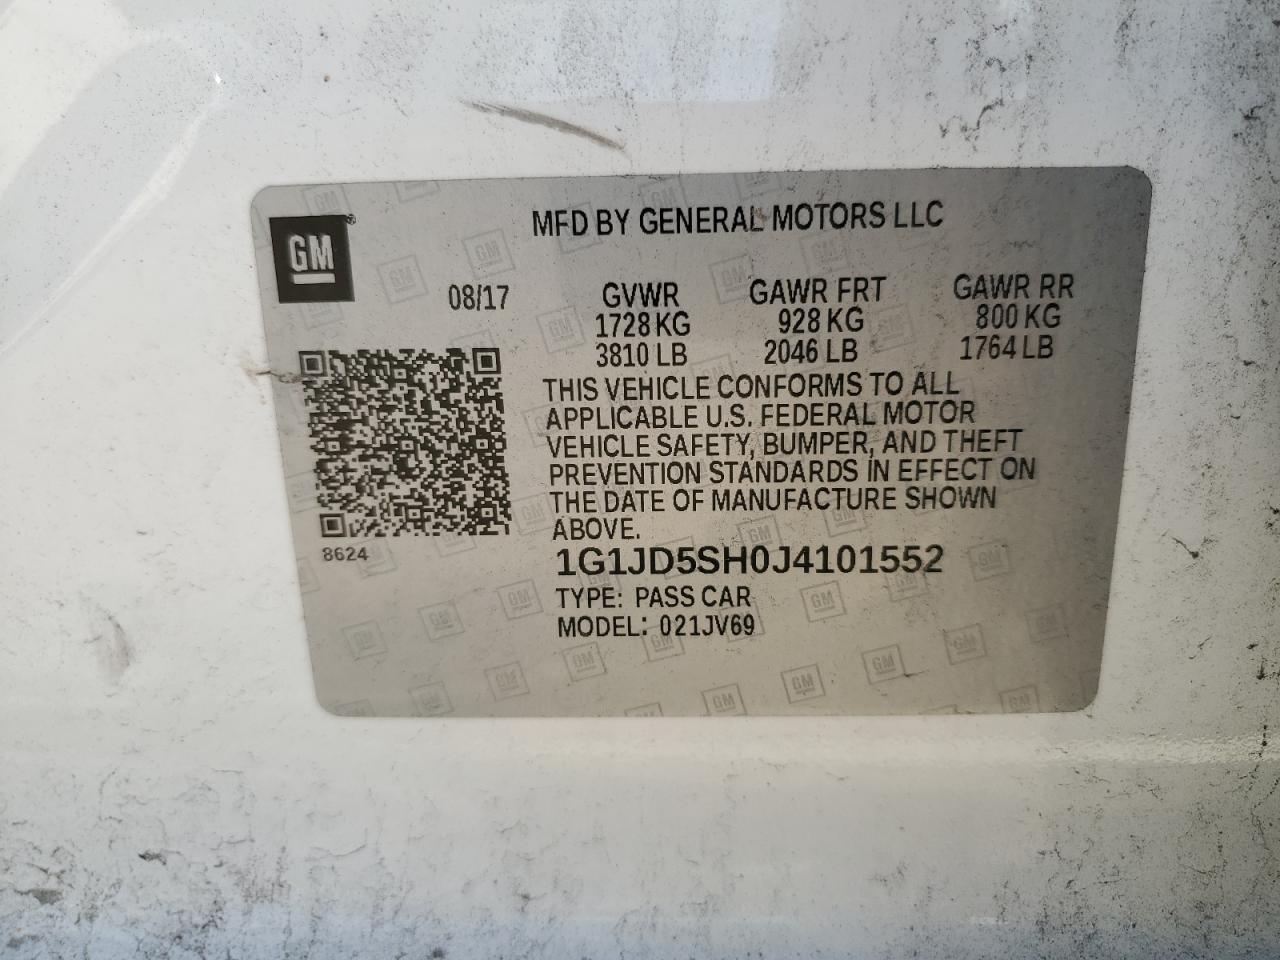 GM®
MFD BY GENERAL MOTORS LLC
08/17
GVWR GAWR FRT GAWR RR
1728 KG 928 KG 800 KG
3810 LB 2046 LB 1764 LB
THIS VEHICLE CONFORMS TO ALL
APPLICABLE U.S. FEDERAL MOTOR
VEHICLE SAFETY, BUMPER, AND THEFT
PREVENTION STANDARDS IN EFFECT ON
THE DATE OF MANUFACTURE SHOWN
ABOVE.
8624
1G1JD5SH0J4101552
TYPE: PASS CAR
MODEL: 021JV69